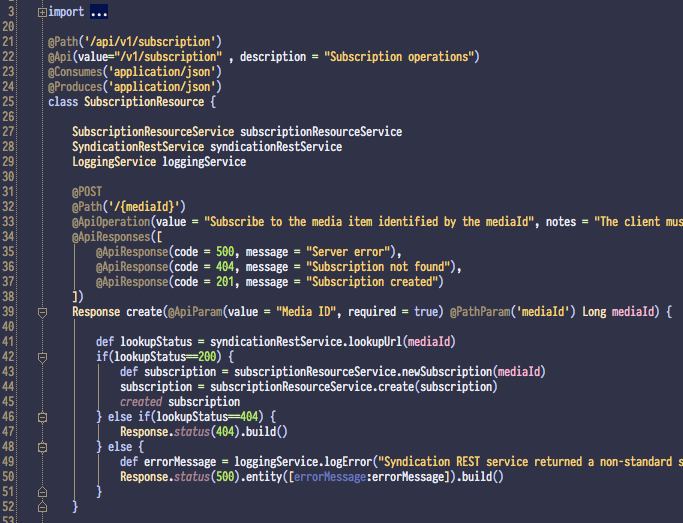 3 import ...
20
21 @Path('/api/v1/subscription')
22 @Api(value="/v1/subscription" , description = "Subscription operations")
23 @Consumes('application/json')
24 @Produces('application/json')
25 class SubscriptionResource {
26
27 SubscriptionResourceService subscriptionResourceService
28 SyndicationRestService syndicationRestService
29 LoggingService loggingService
30
31 @POST
32 @Path('/{mediaId}')
33 @ApiOperation(value = "Subscribe to the media item identified by the mediaId", notes = "The client mus
34 @ApiResponses([
35 @ApiResponse(code = 500, message = "Server error"),
36 @ApiResponse(code = 404, message = "Subscription not found"),
37 @ApiResponse(code = 201, message = "Subscription created")
38 ])
39 Response create(@ApiParam(value = "Media ID", required = true) @PathParam('mediaId') Long mediaId) {
40
41 def lookupStatus = syndicationRestService.lookupUrl(mediaId)
42 if(lookupStatus==200) {
43 def subscription = subscriptionResourceService.newSubscription(mediaId)
44 subscription = subscriptionResourceService.create(subscription)
45 created subscription
46 } else if(lookupStatus==404) {
47 Response.status(404).build()
48 } else {
49 def errorMessage = loggingService.logError("Syndication REST service returned a non-standard s
50 Response.status(500).entity([errorMessage:errorMessage]).build()
51 }
52 }
53